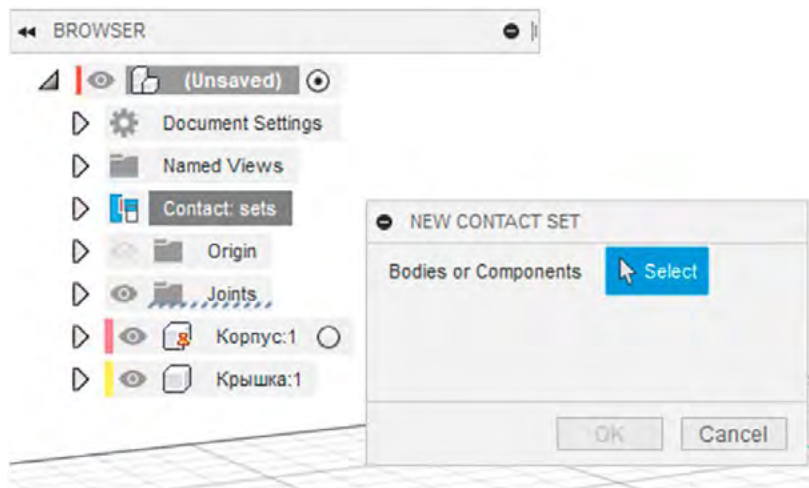 BROWSER
(Unsaved)
Document Settings
Named Views
Contact: sets
Origin
Joints
Корпус:1
Крышка:1
NEW CONTACT SET
Bodies or Components Select
OK Cancel